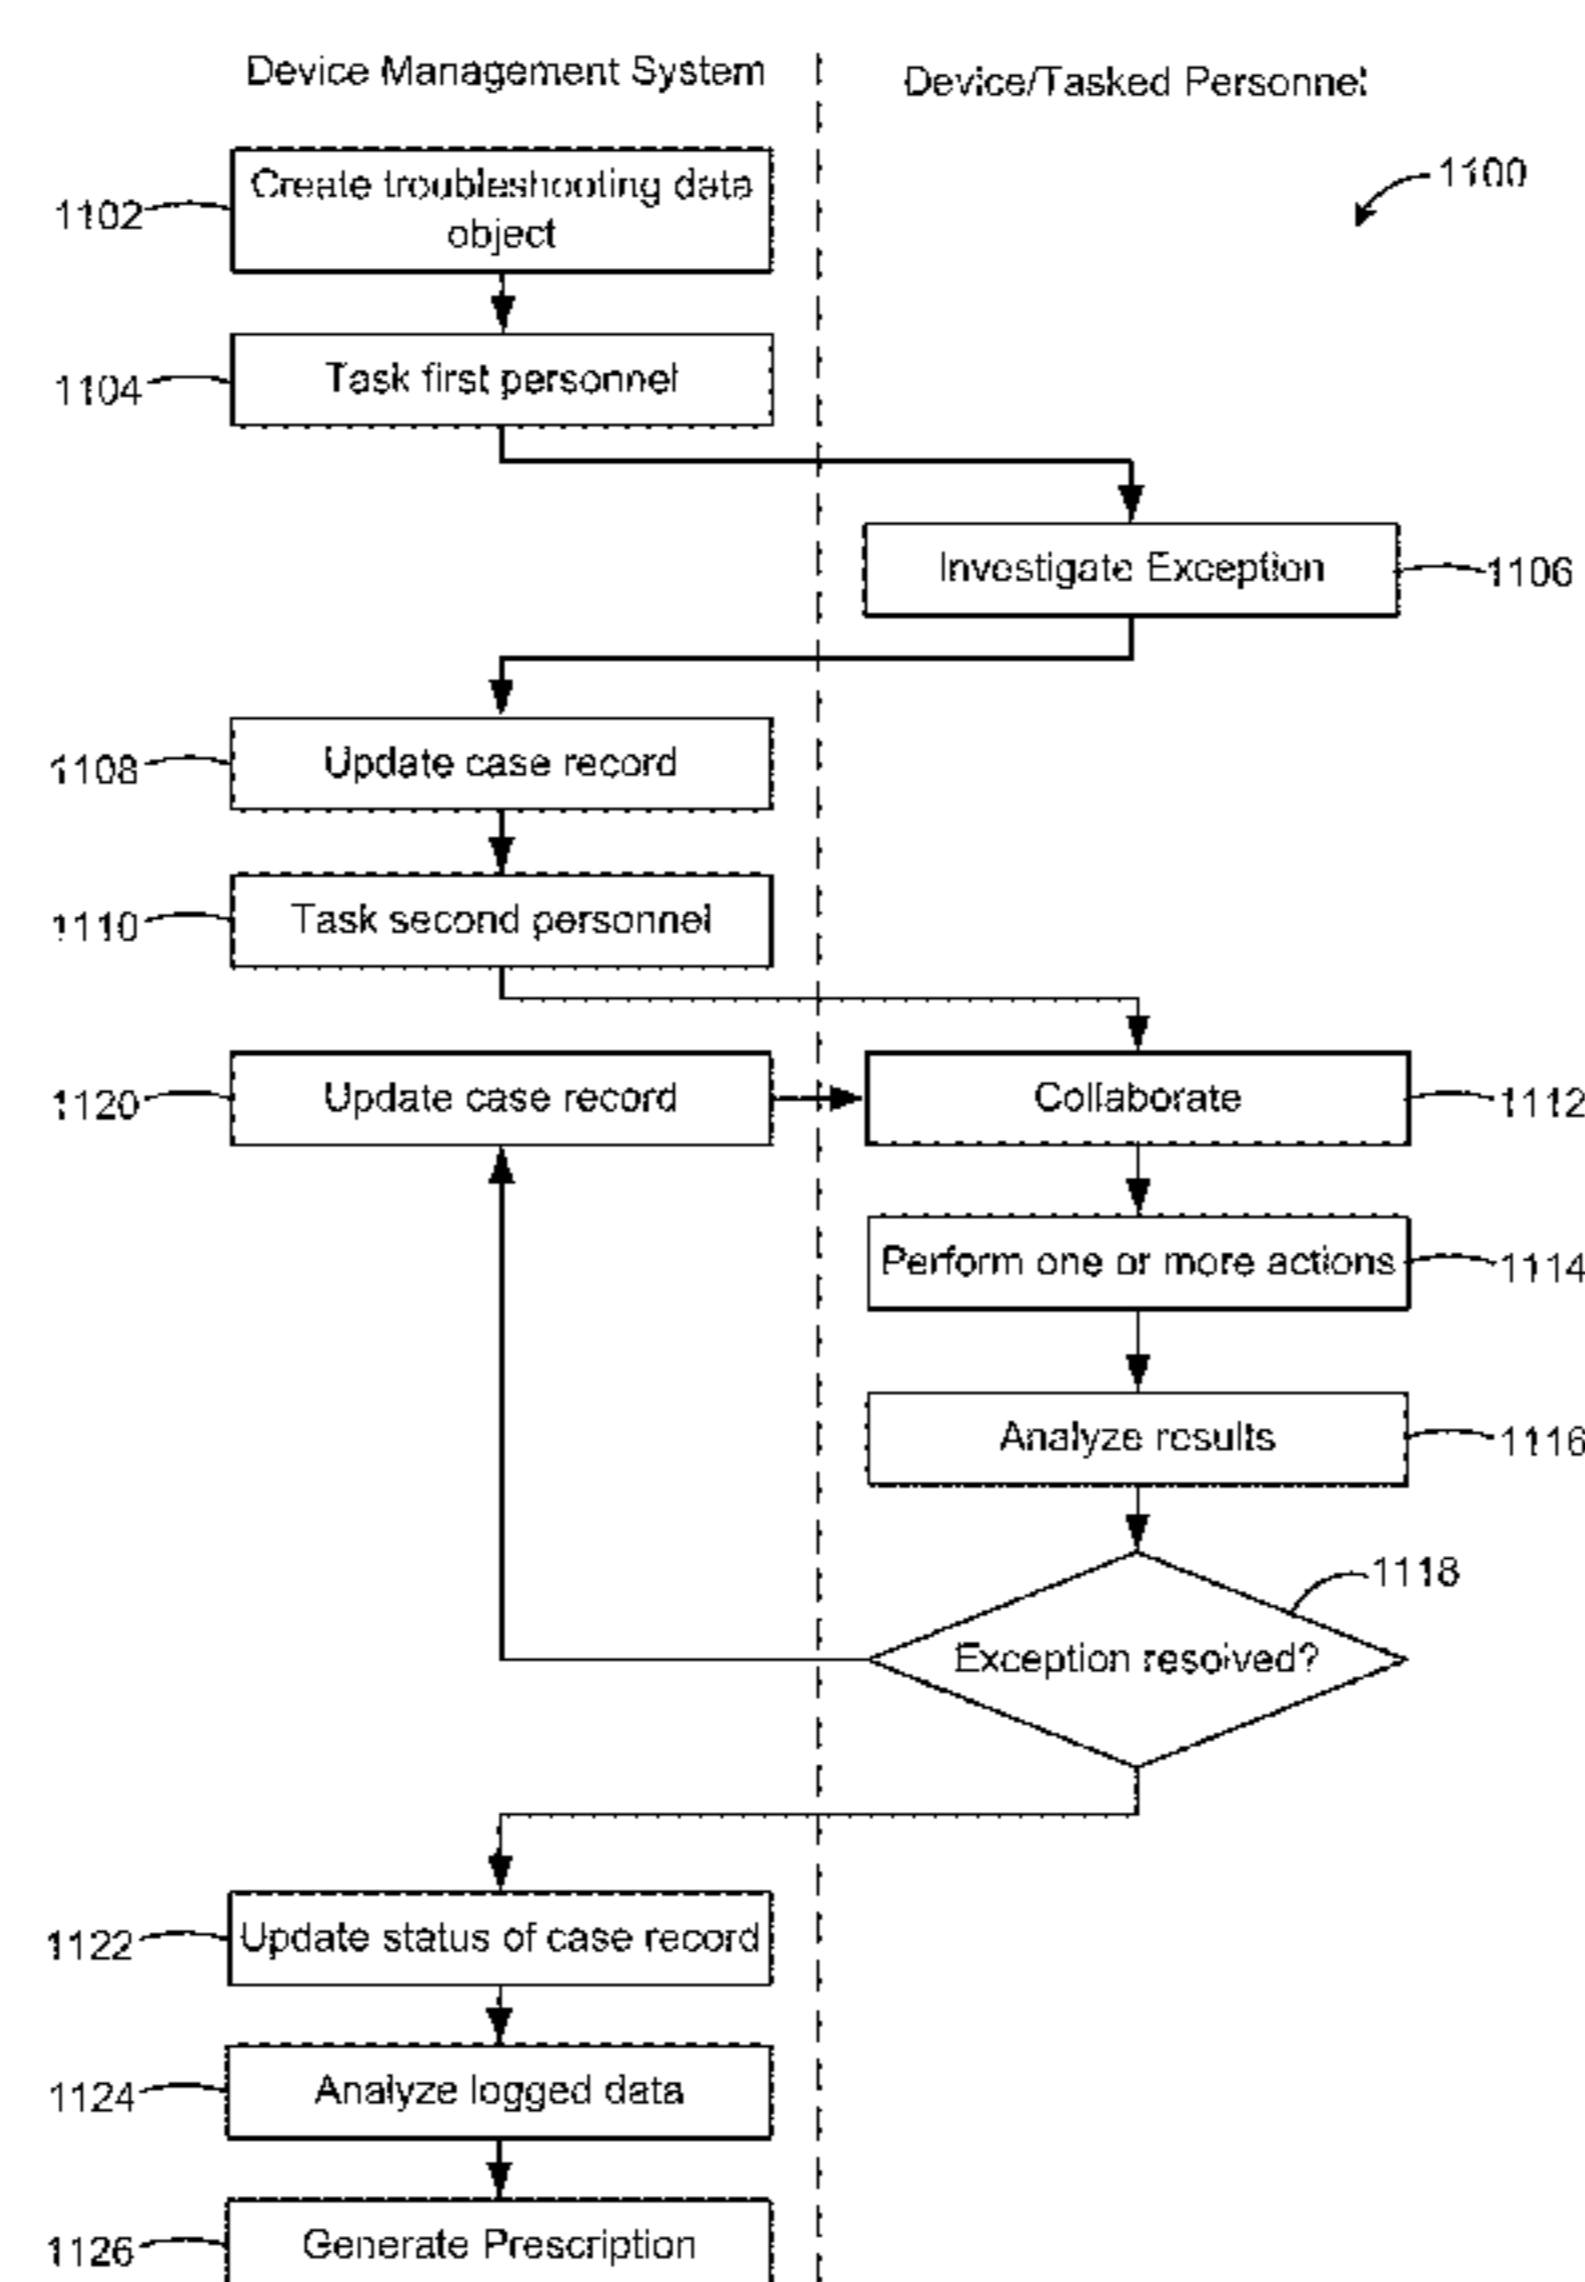 Device Management System
Device/Tasked Personnel
1100
1102
Create troubleshooting data
object
1104
Task first personnel
Investigate Exception
1106
1108
Update case record
1110
Task second personnel
1120
Update case record
Collaborate
1112
Perform one or more actions
1114
Analyze results
1116
1118
Exception resolved?
1122
Update status of case record
1124
Analyze logged data
1126
Generate Prescription